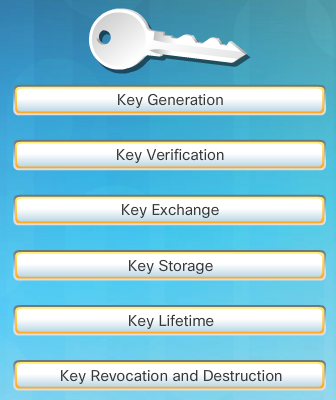 Key Generation
Key Verification
Key Exchange
Key Storage
Key Lifetime
Key Revocation and Destruction